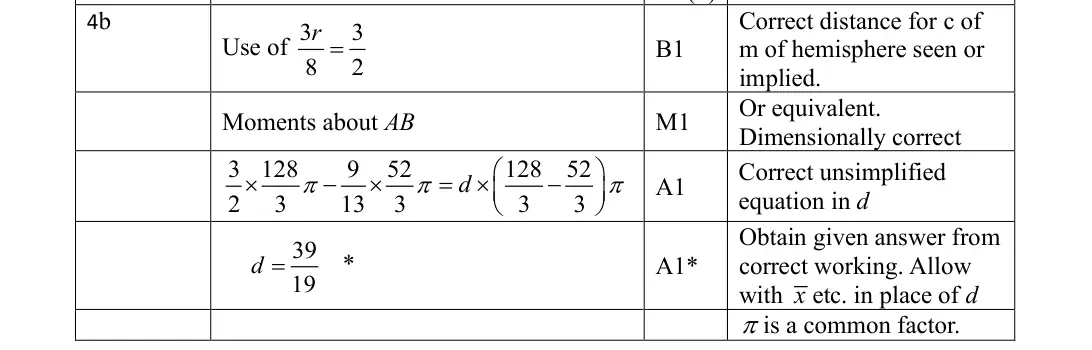 4b
Use of 3r/8 = 3/2
B1
Correct distance for c of
m of hemisphere seen or
implied.
Moments about AB
M1
Or equivalent.
Dimensionally correct
3/2 × 128/3 π − 9/13 × 52/3 π = d × (128/3 − 52/3) π
A1
Correct unsimplified
equation in d
d = 39/19 *
A1*
Obtain given answer from
correct working. Allow
with x̅ etc. in place of d
π is a common factor.